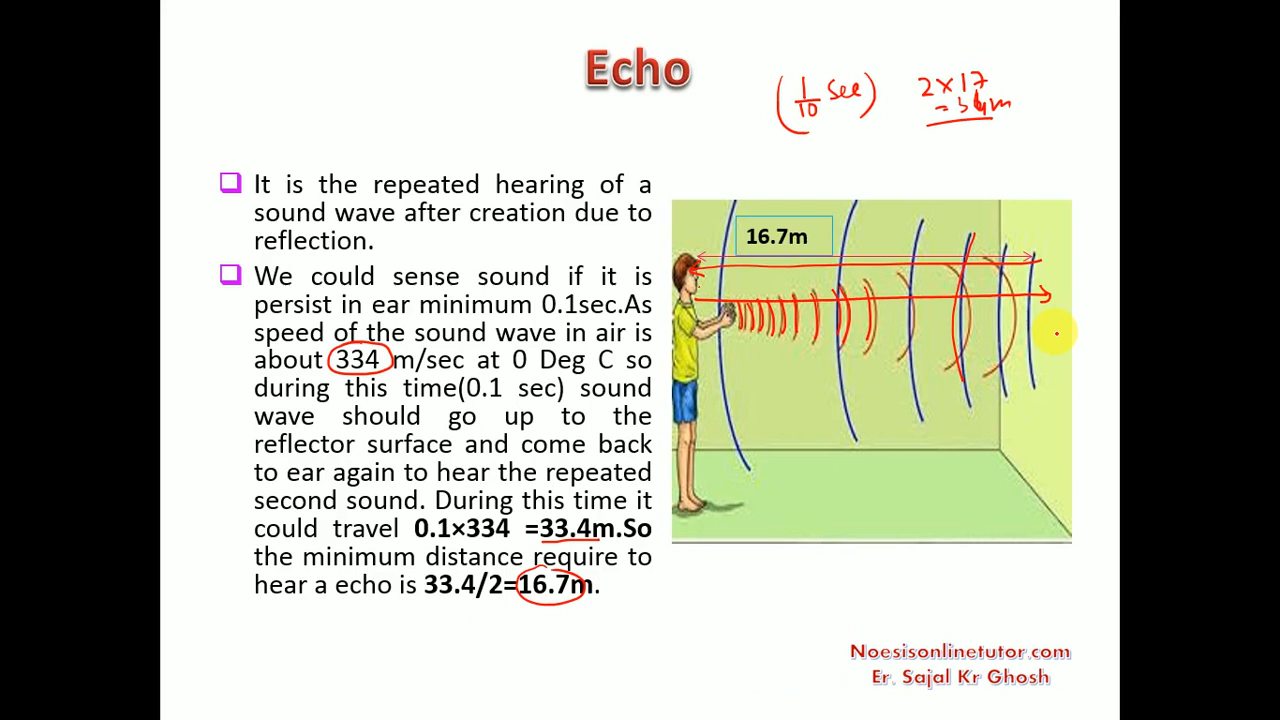 Echo
(1/10 sec)
2 × 17
= 34m
It is the repeated hearing of a
sound wave after creation due to
reflection.
We could sense sound if it is
persist in ear minimum 0.1sec.As
speed of the sound wave in air is
about 334 m/sec at 0 Deg C so
during this time(0.1 sec) sound
wave should go up to the
reflector surface and come back
to ear again to hear the repeated
second sound. During this time it
could travel 0.1×334 =33.4m.So
the minimum distance require to
hear a echo is 33.4/2=16.7m.
16.7m
Noesisonlinetutor.com
Er. Sajal Kr Ghosh